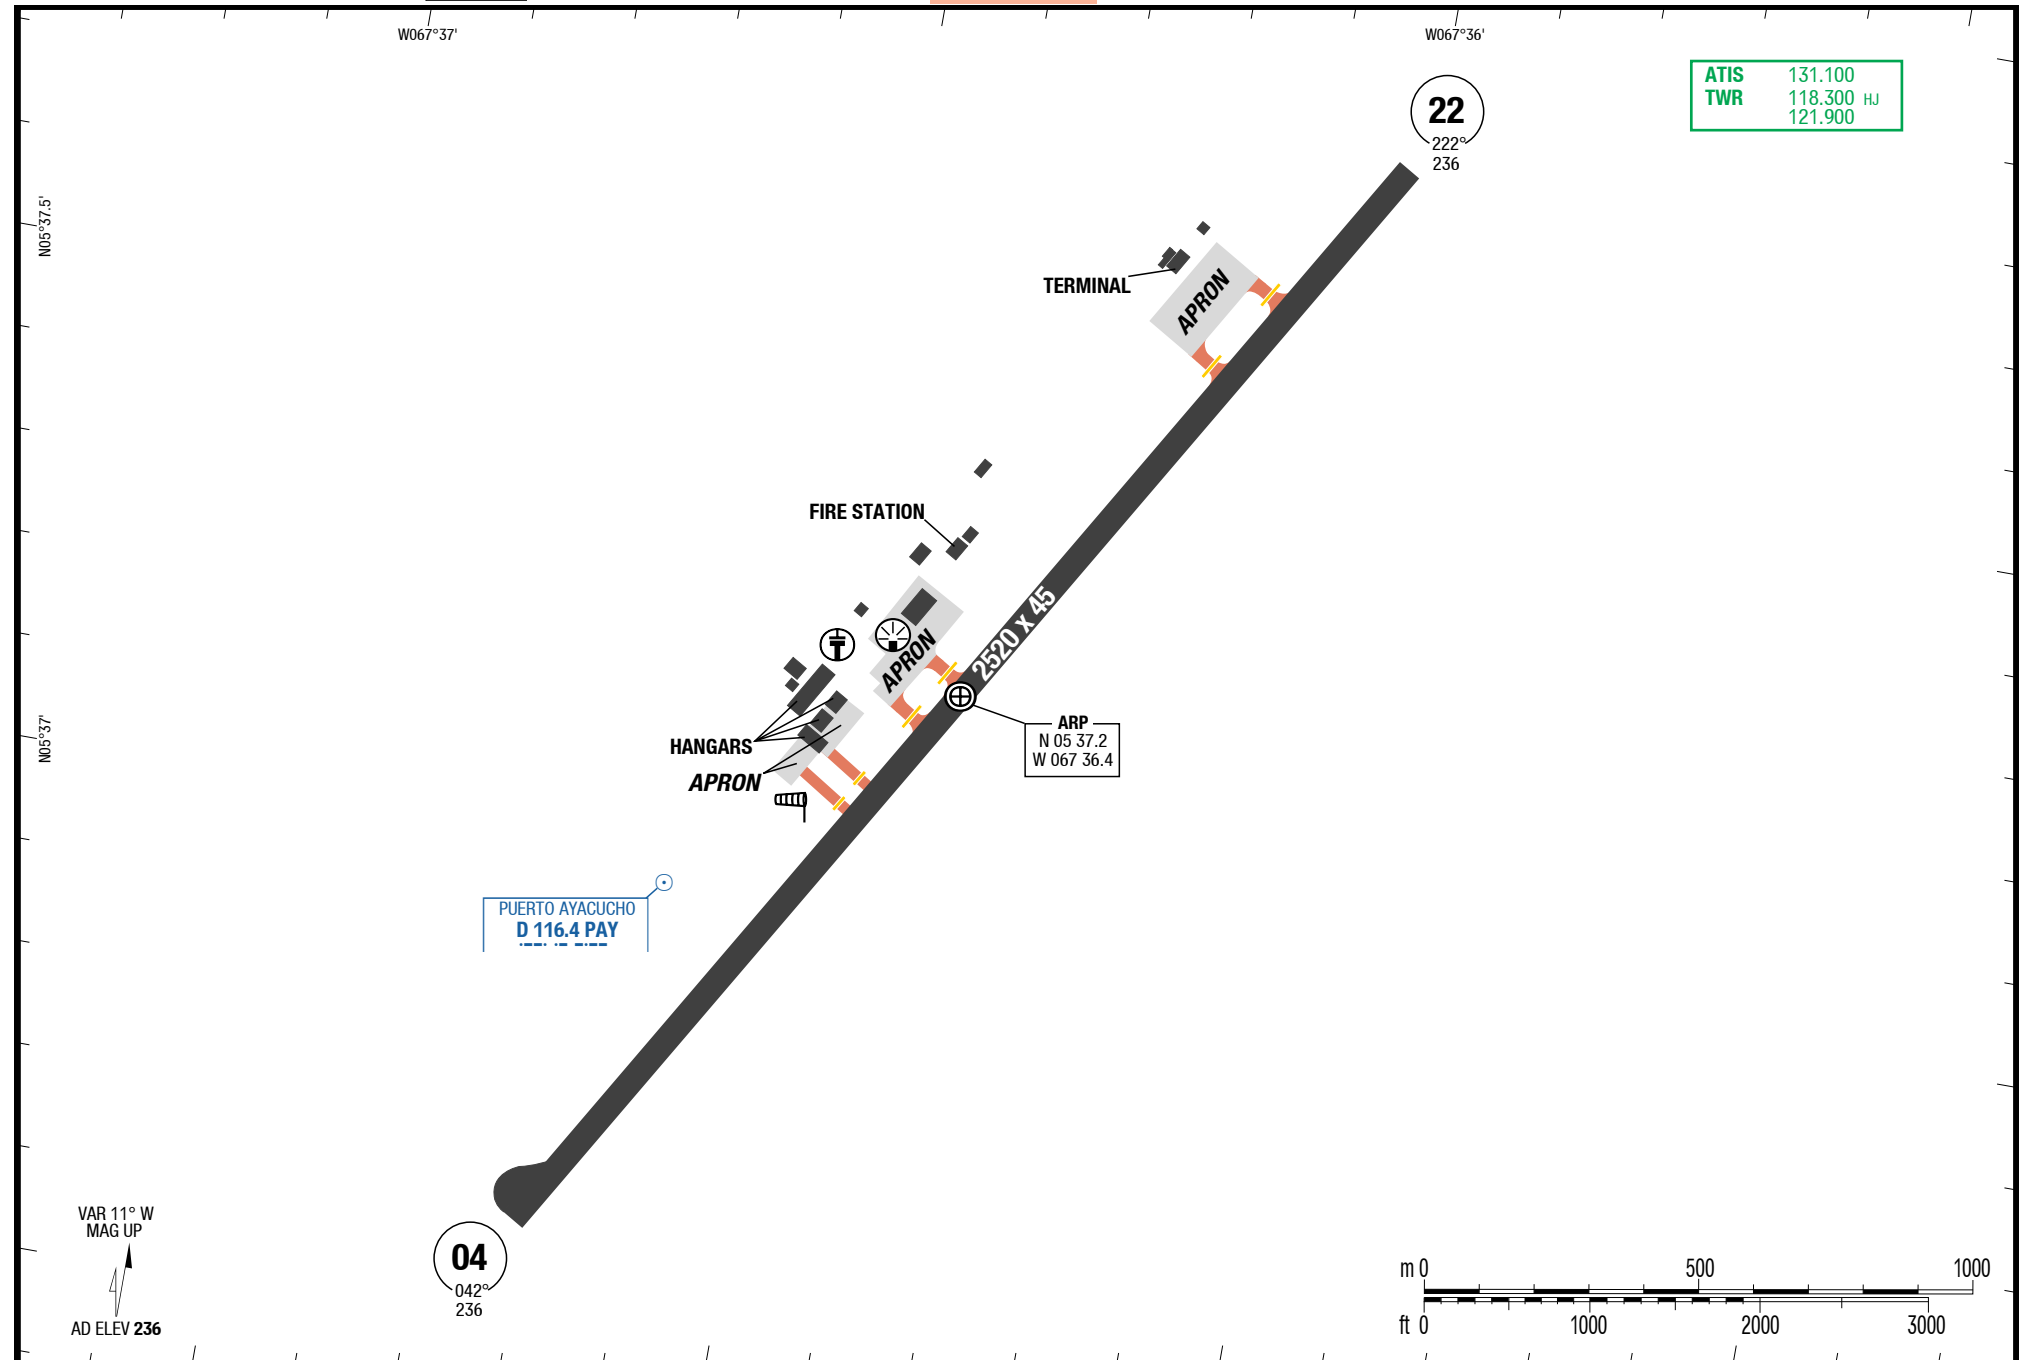 W067°37'
W067°36'
ATIS 131.100
TWR 118.300 HJ
121.900
22
222°
236
N05°37.5'
TERMINAL
APRON
FIRE STATION
2520 x 45
APRON
ARP
N 05 37.2
W 067 36.4
N05°37'
HANGARS
APRON
PUERTO AYACUCHO
D 116.4 PAY
VAR 11° W
MAG UP
AD ELEV 236
04
042°
236
m 0 500 1000
ft 0 1000 2000 3000